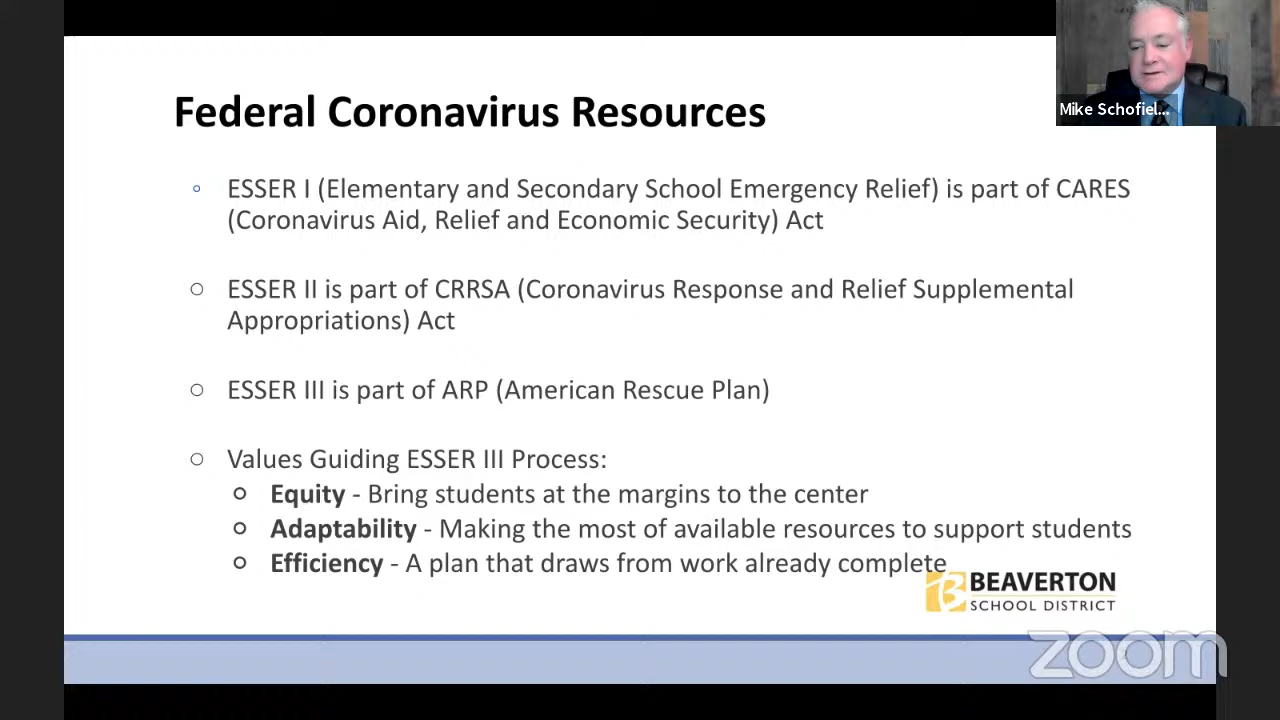 Federal Coronavirus Resources
Mike Schofiel...
ESSER I (Elementary and Secondary School Emergency Relief) is part of CARES
(Coronavirus Aid, Relief and Economic Security) Act
ESSER II is part of CRRSA (Coronavirus Response and Relief Supplemental
Appropriations) Act
ESSER III is part of ARP (American Rescue Plan)
Values Guiding ESSER III Process:
Equity - Bring students at the margins to the center
Adaptability - Making the most of available resources to support students
Efficiency - A plan that draws from work already complete
BEAVERTON
SCHOOL DISTRICT
zoom